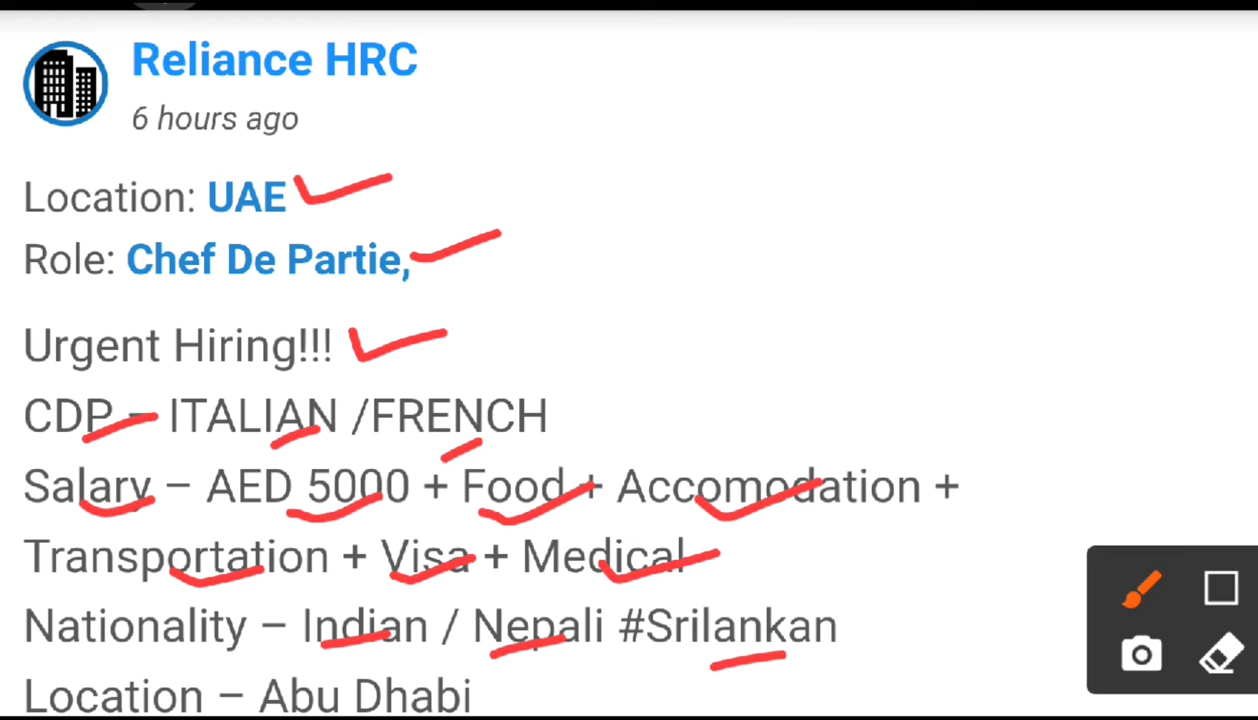 Reliance HRC
6 hours ago
Location: UAE
Role: Chef De Partie,
Urgent Hiring!!!
CDP – ITALIAN /FRENCH
Salary – AED 5000 + Food + Accomodation +
Transportation + Visa + Medical
Nationality – Indian / Nepali #Srilankan
Location – Abu Dhabi